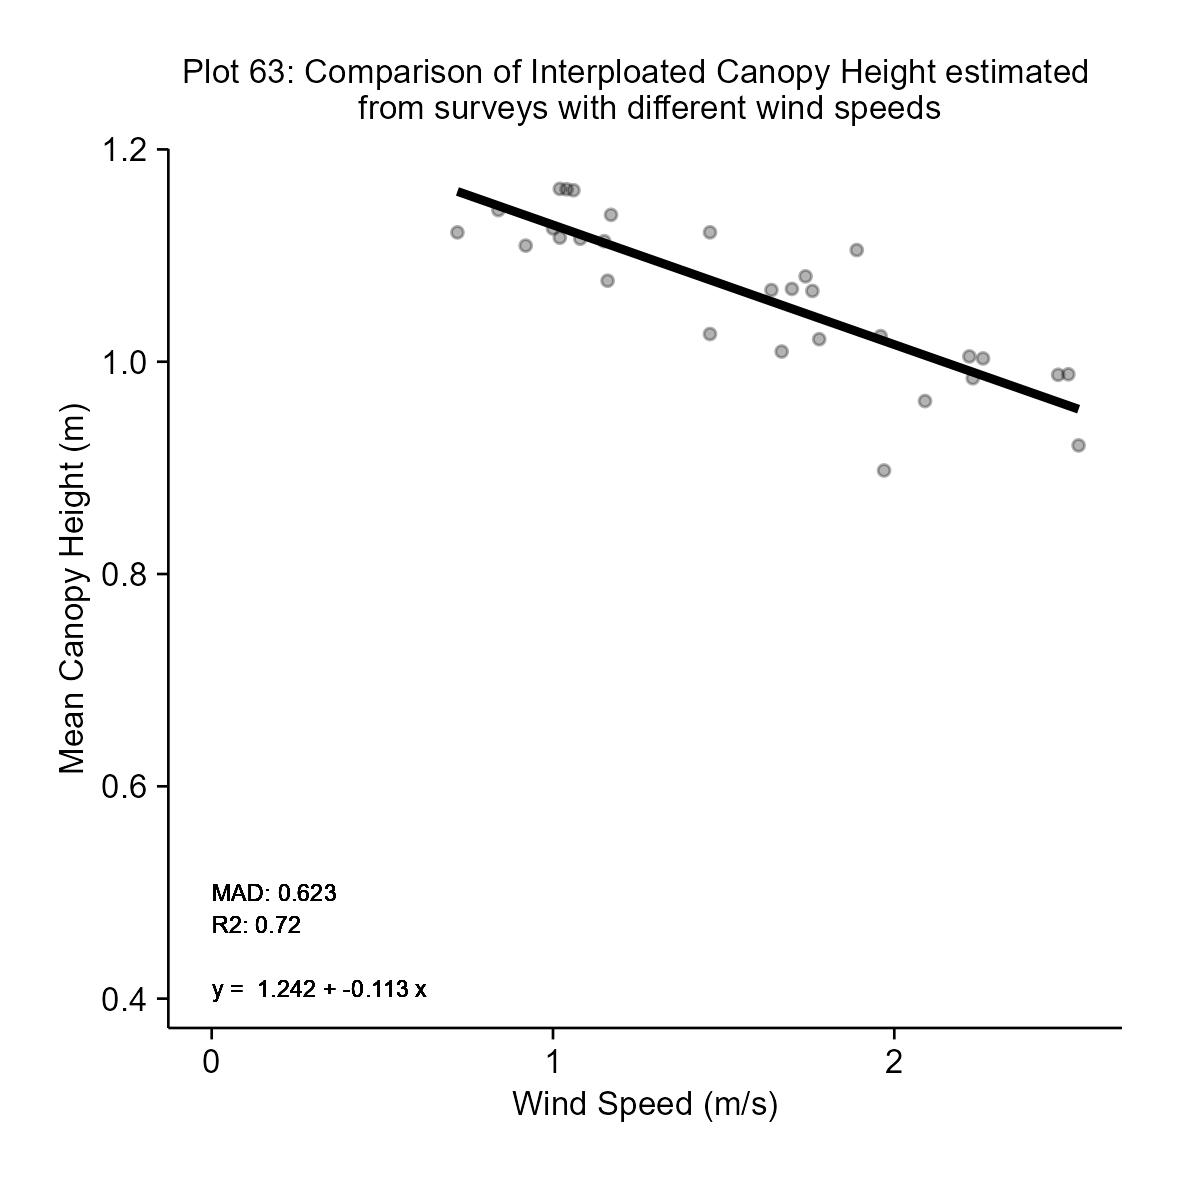 Plot 63: Comparison of Interploated Canopy Height estimated
from surveys with different wind speeds
1.2
1.0
0.8
0.6
0.4
Mean Canopy Height (m)
MAD: 0.623
R2: 0.72
y =  1.242 + -0.113 x
0
1
2
Wind Speed (m/s)